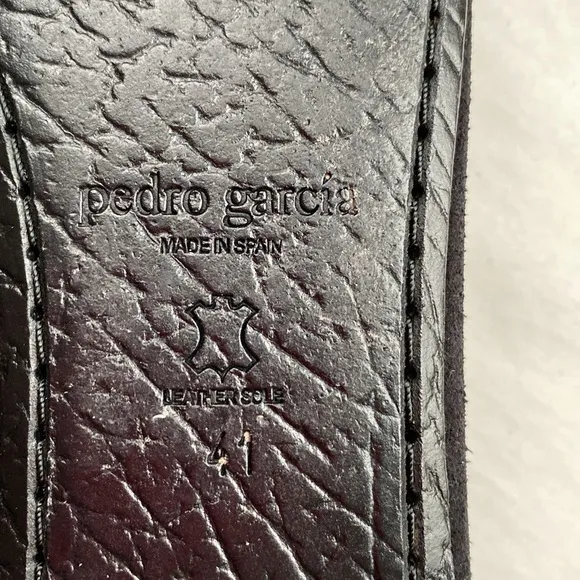 pedro garcía
MADE IN SPAIN
LEATHER SOLE
41